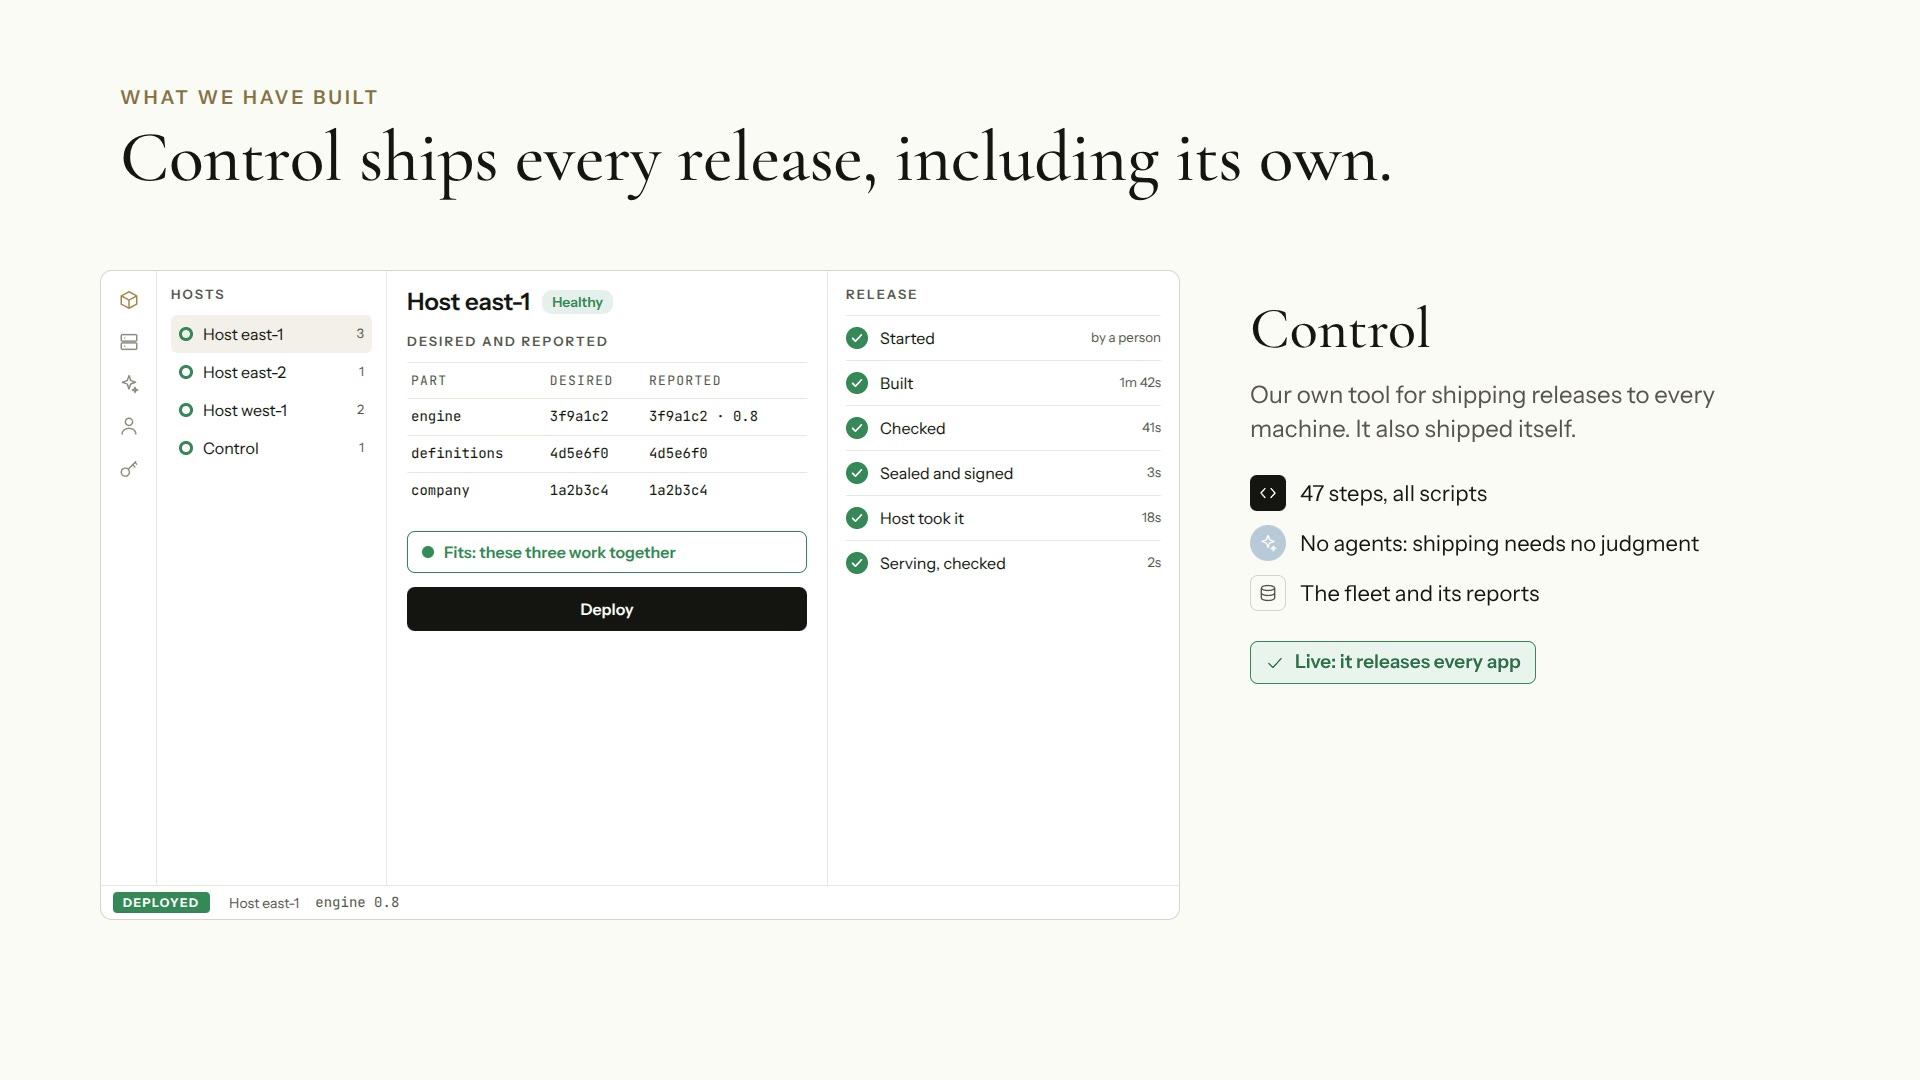 WHAT WE HAVE BUILT
Control ships every release, including its own.
HOSTS
Host east-1 3
Host east-2 1
Host west-1 2
Control 1
Host east-1 Healthy
DESIRED AND REPORTED
PART DESIRED REPORTED
engine 3f9a1c2 3f9a1c2 · 0.8
definitions 4d5e6f0 4d5e6f0
company 1a2b3c4 1a2b3c4
Fits: these three work together
Deploy
RELEASE
Started by a person
Built 1m 42s
Checked 41s
Sealed and signed 3s
Host took it 18s
Serving, checked 2s
DEPLOYED Host east-1 engine 0.8
Control
Our own tool for shipping releases to every
machine. It also shipped itself.
47 steps, all scripts
No agents: shipping needs no judgment
The fleet and its reports
Live: it releases every app